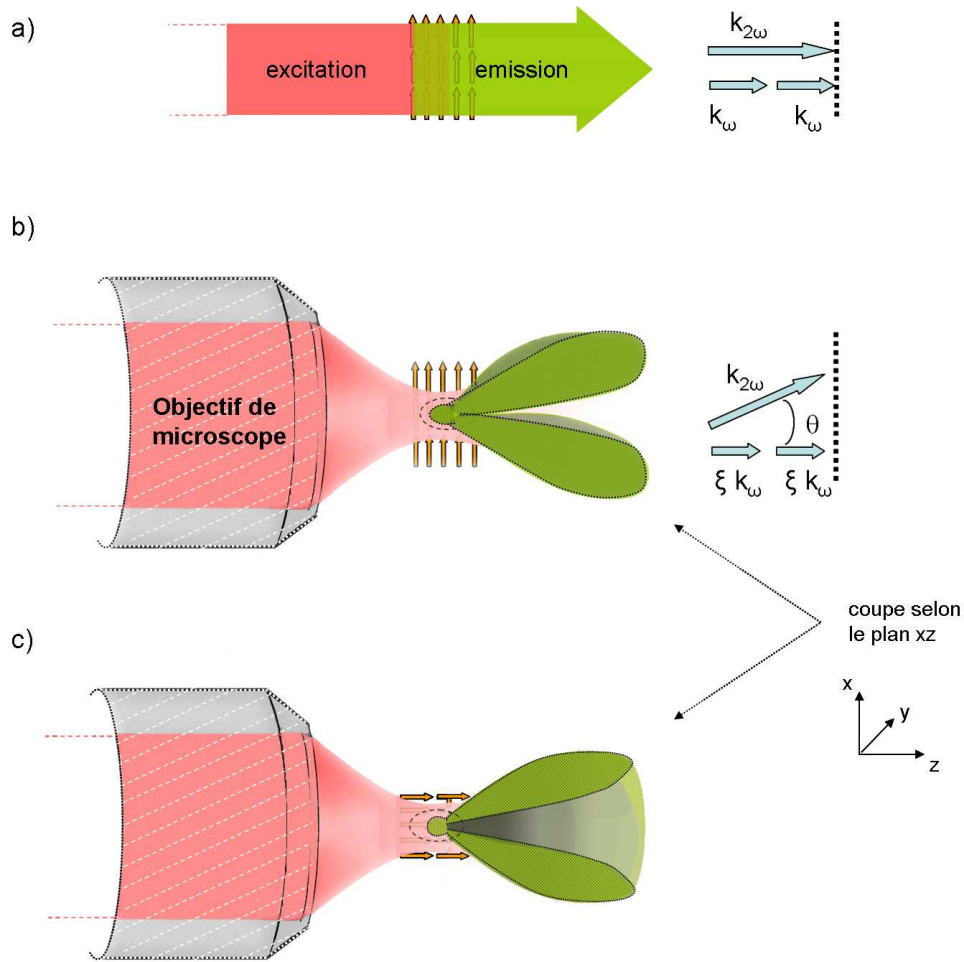 a)
excitation
emission
k2ω
kω kω
b)
Objectif de
microscope
k2ω
θ
ξ kω ξ kω
coupe selon
le plan xz
c)
x
y
z